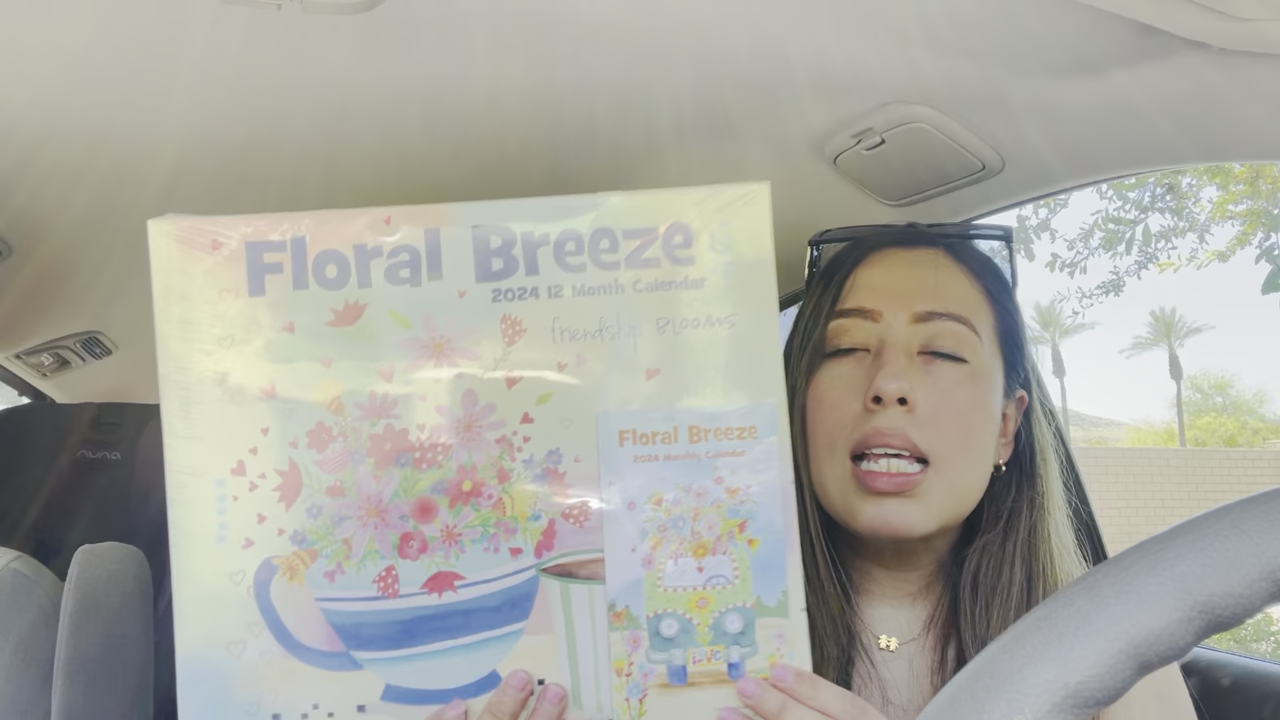 Floral Breeze
2024 12 Month Calendar
friendship BLOOMS
Floral Breeze
2024 Monthly Calendar
LOVE
nuna